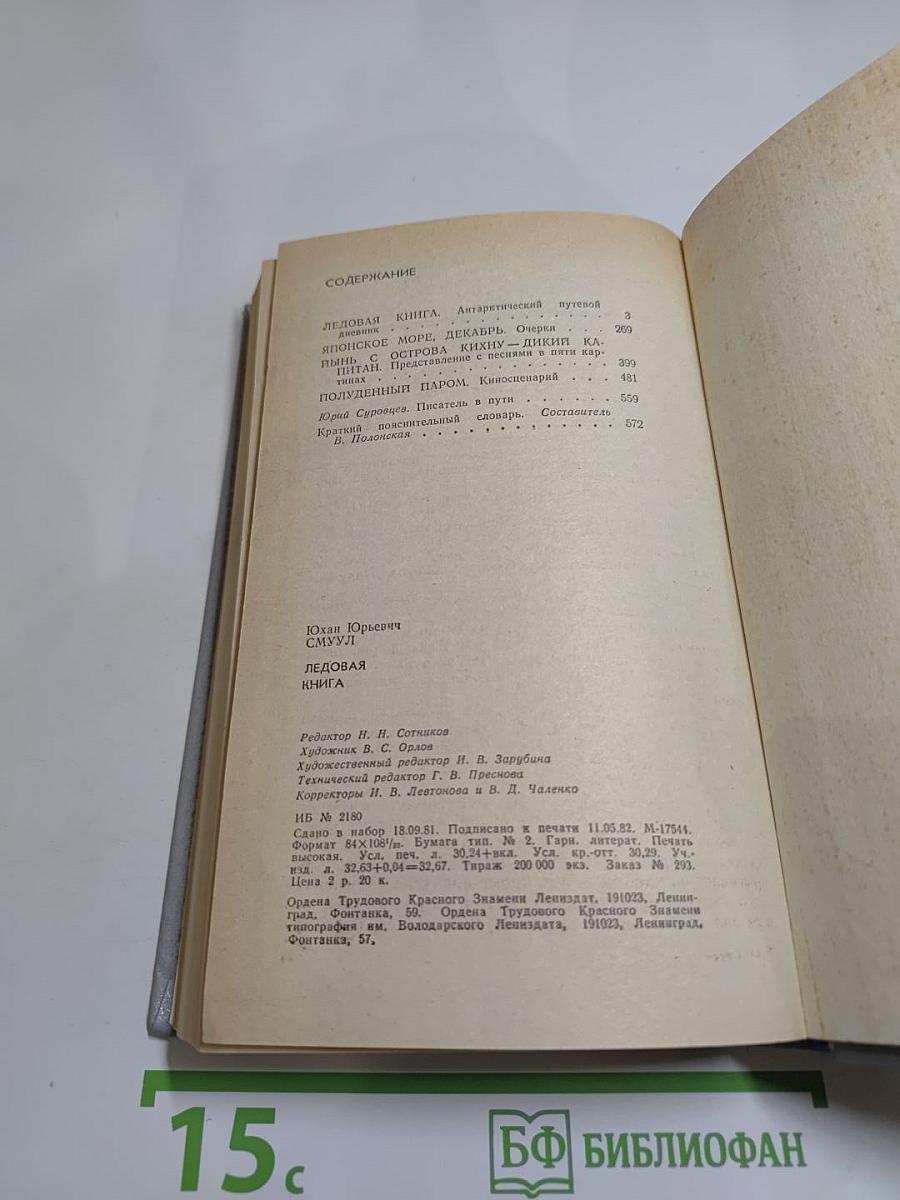 СОДЕРЖАНИЕ
ЛЕДОВАЯ КНИГА. Антарктический путевой
дневник . . . . . . . . . . . . . . 3
ЯПОНСКОЕ МОРЕ, ДЕКАБРЬ. Очерки . . . 269
ЙЫНЬ С ОСТРОВА КИХНУ — ДИКИЙ КА-
ПИТАН. Представление с песнями в пяти кар-
тинах . . . . . . . . . . . . . . . 399
ПОЛУДЕННЫЙ ПАРОМ. Киносценарий . . . 481
Юрий Суровцев. Писатель в пути . . . . . . 559
Краткий пояснительный словарь. Составитель
В. Полонская . . . . . . . . . . . . . 572
Юхан Юрьевич
СМУУЛ
ЛЕДОВАЯ
КНИГА
Редактор Н. Н. Сотников
Художник В. С. Орлов
Художественный редактор И. В. Зарубина
Технический редактор Г. В. Преснова
Корректоры И. В. Левтонова и В. Д. Чаленко
ИБ № 2180
Сдано в набор 18.09.81. Подписано к печати 11.05.82. М-17544.
Формат 84×108¹/₃₂. Бумага тип. № 2. Гарн. литерат. Печать
высокая. Усл. печ. л. 30,24+вкл. Усл. кр.-отт. 30,29. Уч.-
изд. л. 32,63+0,04=32,67. Тираж 200 000 экз. Заказ № 293.
Цена 2 р. 20 к.
Ордена Трудового Красного Знамени Лениздат, 191023, Ленин-
град, Фонтанка, 59. Ордена Трудового Красного Знамени
типография им. Володарского Лениздата, 191023, Ленинград,
Фонтанка, 57.
15 с
БФ БИБЛИОФАН